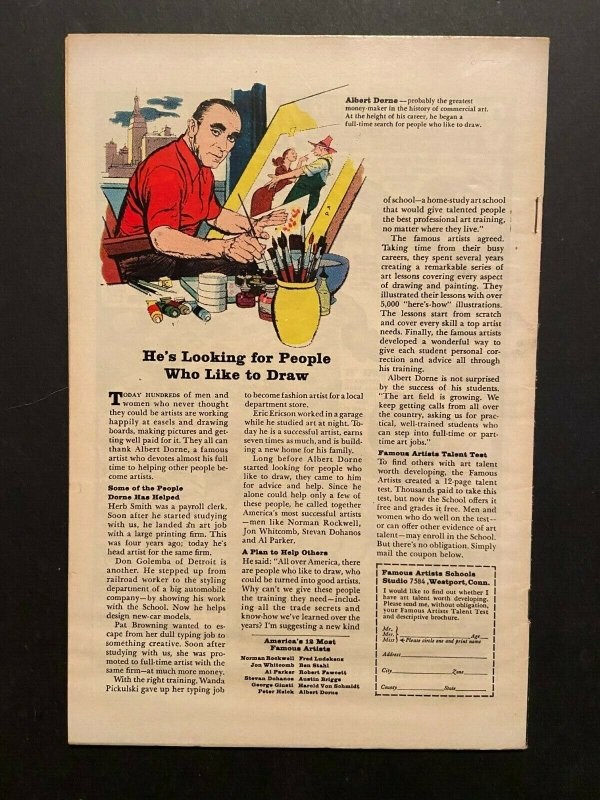 Albert Dorne—probably the greatest
money-maker in the history of commercial art.
At the height of his career, he began a
full-time search for people who like to draw.
He's Looking for People
Who Like to Draw
TODAY HUNDREDS of men and
women who never thought
they could be artists are working
happily at easels and drawing
boards, making pictures and get-
ting well paid for it. They all can
thank Albert Dorne, a famous
artist who devotes almost his full
time to helping other people be-
come artists.
Some of the People
Dorne Has Helped
Herb Smith was a payroll clerk.
Soon after he started studying
with us, he landed an art job with
a large printing firm. This
was four years ago; today he's
head artist for the same firm.
Don Golemba of Detroit is
another. He stepped up from
railroad worker to the styling
department of a big automobile
company—by showing his work
with the School. Now he helps
design new-car models.
Pat Browning wanted to es-
cape from her dull typing job to
something creative. Soon after
studying with us, she was pro-
moted to full-time artist with the
same firm—at much more money.
With the right training, Wanda
Pickulski gave up her typing job
to become fashion artist for a local
department store.
Eric Ericson worked in a garage
while he studied art at night. To-
day he is a successful artist, earns
seven times as much, and is build-
ing a new home for his family.
Long before Albert Dorne
started looking for people who
like to draw, they came to him
for advice and help. Since he
alone could help only a few of
these people, he called together
America's most successful artists
—men like Norman Rockwell,
Jon Whitcomb, Stevan Dohanos
and Al Parker.
A Plan to Help Others
He said: "All over America, there
are people who like to draw, who
could be turned into good artists.
Why can't we give these people
the training they need—includ-
ing all the trade secrets and
know-how we've learned over the
years? I'm suggesting a new kind
America's 12 Most
Famous Artists
Norman Rockwell Fred Ludekens
Jon Whitcomb Ben Stahl
Al Parker Robert Fawcett
Stevan Dohanos Austin Briggs
George Giusti Harold Von Schmidt
Peter Helck Albert Dorne
of school—a home-study art school
that would give talented people
the best professional art training,
no matter where they live."
The famous artists agreed.
Taking time from their busy
careers, they spent several years
creating a remarkable series of
art lessons covering every aspect
of drawing and painting. They
illustrated their lessons with over
5,000 "here's-how" illustrations.
The lessons start from scratch
and cover every skill a top artist
needs. Finally, the famous artists
developed a wonderful way to
give each student personal cor-
rection and advice all through
his training.
Albert Dorne is not surprised
by the success of his students.
"The art field is growing. We
keep getting calls from all over
the country, asking us for prac-
tical, well-trained students who
can step into full-time or part-
time art jobs."
Famous Artists Talent Test
To find others with art talent
worth developing, the Famous
Artists created a 12-page talent
test. Thousands paid to take this
test, but now the School offers it
free and grades it free. Men and
women who do well on the test—
or can offer other evidence of art
talent—may enroll in the School.
But there's no obligation. Simply
mail the coupon below.
Famous Artists Schools
Studio 7584, Westport, Conn.
I would like to find out whether I
have art talent worth developing.
Please send me, without obligation,
your Famous Artists Talent Test
and descriptive brochure.
Mr.
Mrs. Age
Miss Please circle one and print name
Address
City Zone
County State